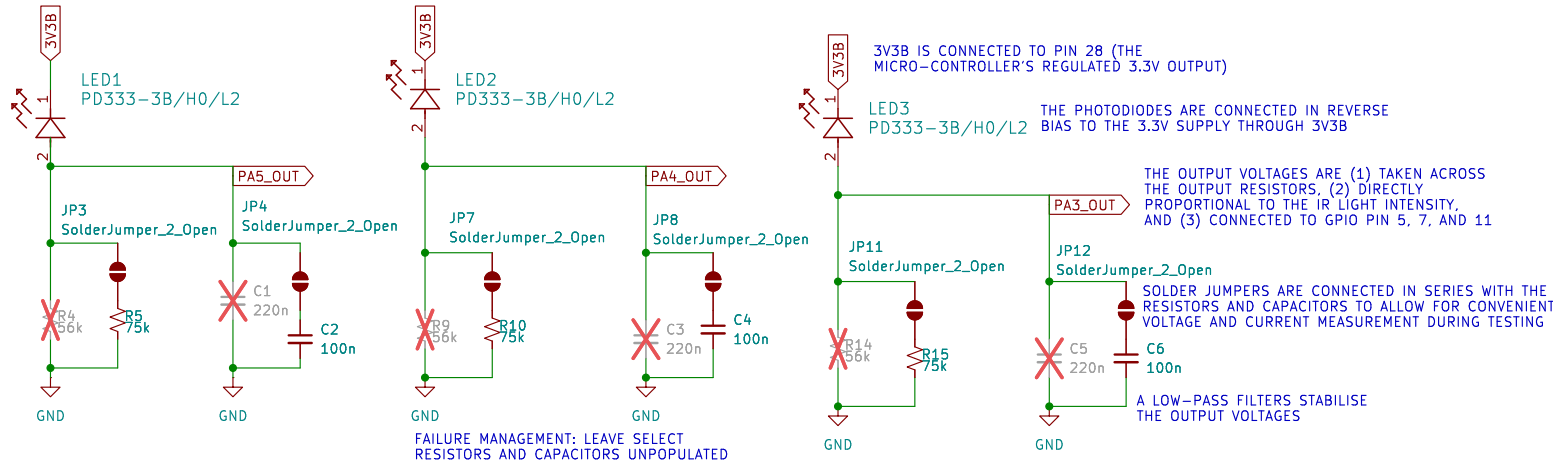 3V3B
LED1
PD333-3B/H0/L2
1
2
PA5_OUT
JP3
SolderJumper_2_Open
JP4
SolderJumper_2_Open
R4
56k
R5
75k
C1
220n
C2
100n
GND
GND
3V3B
LED2
PD333-3B/H0/L2
1
2
PA4_OUT
JP7
SolderJumper_2_Open
JP8
SolderJumper_2_Open
R9
56k
R10
75k
C3
220n
C4
100n
GND
GND
FAILURE MANAGEMENT: LEAVE SELECT
RESISTORS AND CAPACITORS UNPOPULATED
3V3B
LED3
PD333-3B/H0/L2
1
2
PA3_OUT
JP11
SolderJumper_2_Open
JP12
SolderJumper_2_Open
R14
56k
R15
75k
C5
220n
C6
100n
GND
GND
3V3B IS CONNECTED TO PIN 28 (THE
MICRO-CONTROLLER'S REGULATED 3.3V OUTPUT)
THE PHOTODIODES ARE CONNECTED IN REVERSE
BIAS TO THE 3.3V SUPPLY THROUGH 3V3B
THE OUTPUT VOLTAGES ARE (1) TAKEN ACROSS
THE OUTPUT RESISTORS, (2) DIRECTLY
PROPORTIONAL TO THE IR LIGHT INTENSITY,
AND (3) CONNECTED TO GPIO PIN 5, 7, AND 11
SOLDER JUMPERS ARE CONNECTED IN SERIES WITH THE
RESISTORS AND CAPACITORS TO ALLOW FOR CONVENIENT
VOLTAGE AND CURRENT MEASUREMENT DURING TESTING
A LOW-PASS FILTERS STABILISE
THE OUTPUT VOLTAGES